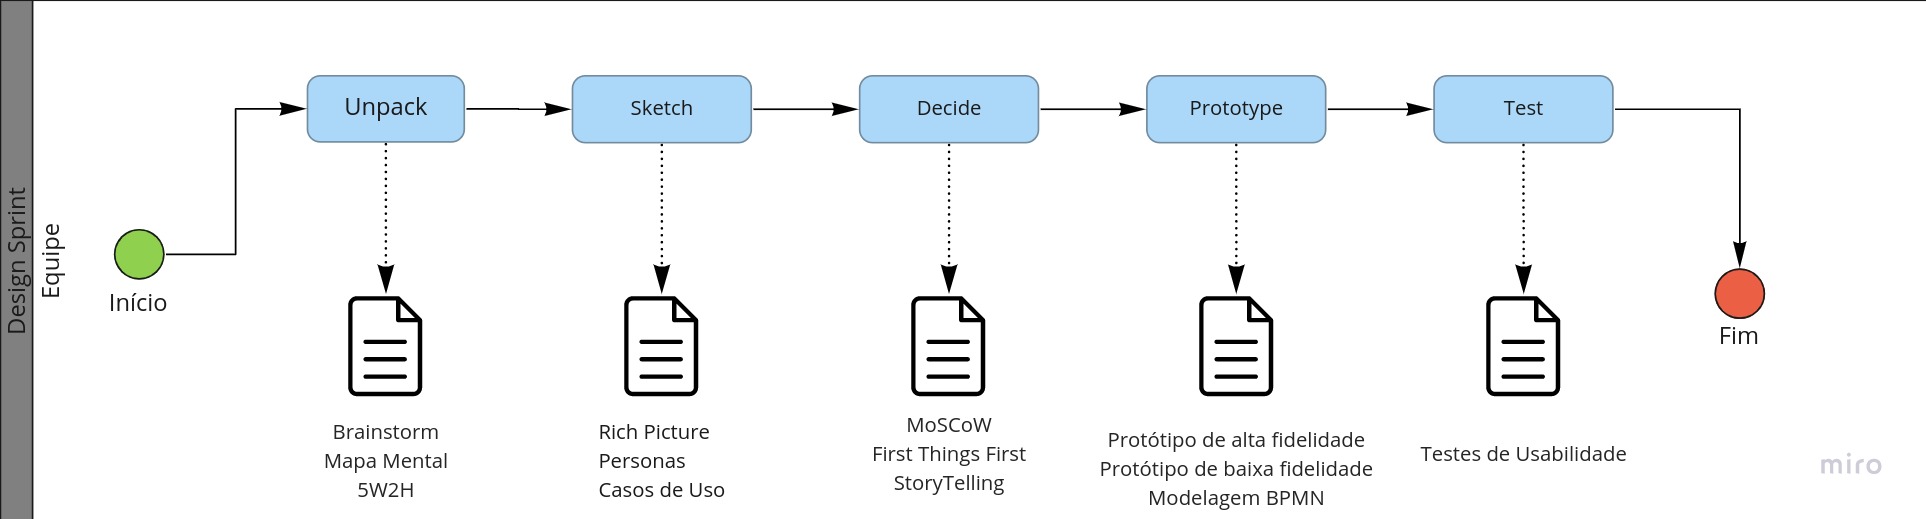 Design Sprint
Equipe
Início
Unpack
Sketch
Decide
Prototype
Test
Fim
Brainstorm
Mapa Mental
5W2H
Rich Picture
Personas
Casos de Uso
MoSCoW
First Things First
StoryTelling
Protótipo de alta fidelidade
Protótipo de baixa fidelidade
Modelagem BPMN
Testes de Usabilidade
miro